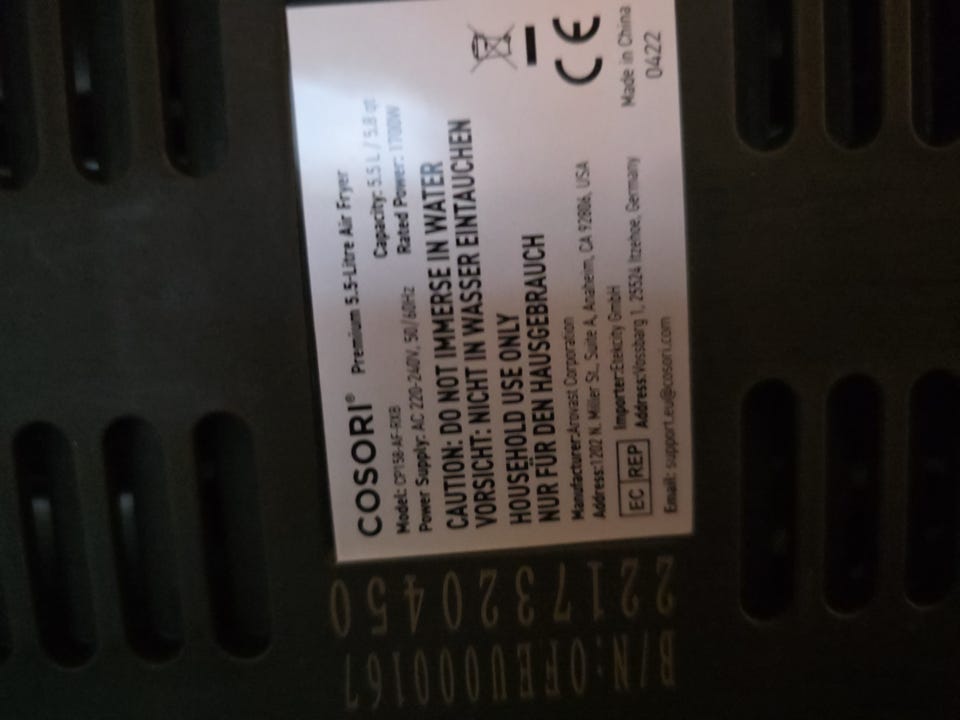 COSORI® Premium 5.5-Litre Air Fryer
Model: CP158-AF-RXB Capacity: 5.5 L / 5.8 qt
Power Supply: AC 220-240V, 50/60Hz Rated Power: 1700W
CAUTION: DO NOT IMMERSE IN WATER
VORSICHT: NICHT IN WASSER EINTAUCHEN
HOUSEHOLD USE ONLY
NUR FÜR DEN HAUSGEBRAUCH
Manufacturer:Arovast Corporation
Address:1202 N. Miller St., Suite A, Anaheim, CA 92806, USA
EC REP
Importer:Etekcity GmbH
Address:Vossbarg 1, 25524 Itzehoe, Germany
Email: support.eu@cosori.com
CE
Made in China
0422
B/N:0FEU000167
2217320450